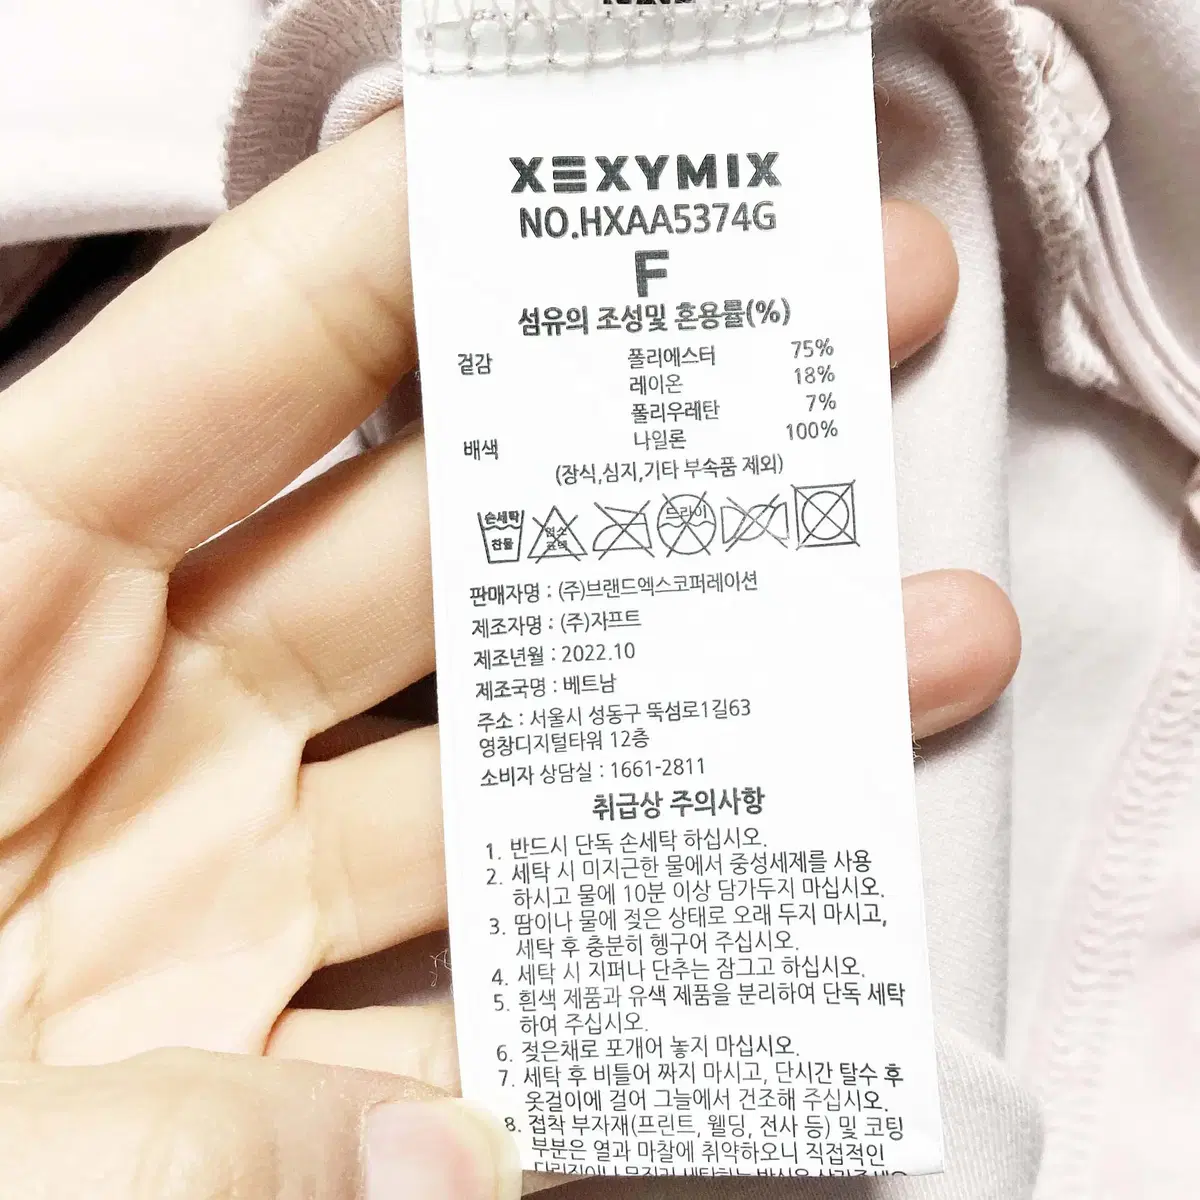 XEXYMIX
NO.HXAA5374G
F
섬유의 조성및 혼용률(%)
겉감 폴리에스터 75%
레이온 18%
폴리우레탄 7%
배색 나일론 100%
(장식,심지,기타 부속품 제외)
손세탁 찬물 염소 표백 드라이
판매자명 : (주)브랜드엑스코퍼레이션
제조자명 : (주)자프트
제조년월 : 2022.10
제조국명 : 베트남
주소 : 서울시 성동구 뚝섬로1길63
영창디지털타워 12층
소비자 상담실 : 1661-2811
취급상 주의사항
1. 반드시 단독 손세탁 하십시오.
2. 세탁 시 미지근한 물에서 중성세제를 사용
하시고 물에 10분 이상 담가두지 마십시오.
3. 땀이나 물에 젖은 상태로 오래 두지 마시고,
세탁 후 충분히 헹구어 주십시오.
4. 세탁 시 지퍼나 단추는 잠그고 하십시오.
5. 흰색 제품과 유색 제품을 분리하여 단독 세탁
하여 주십시오.
6. 젖은채로 포개어 놓지 마십시오.
7. 세탁 후 비틀어 짜지 마시고, 단시간 탈수 후
옷걸이에 걸어 그늘에서 건조해 주십시오.
8. 접착 부자재(프린트, 웰딩, 전사 등) 및 코팅
부분은 열과 마찰에 취약하오니 직접적인